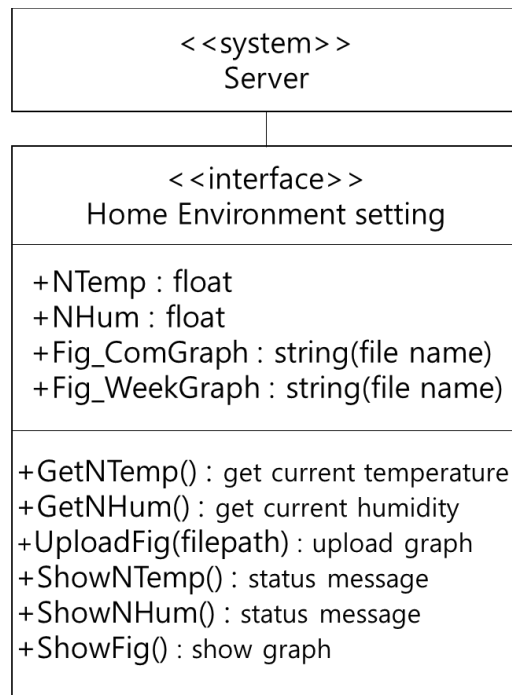 <<system>>
Server
<<interface>>
Home Environment setting
+NTemp : float
+NHum : float
+Fig_ComGraph : string(file name)
+Fig_WeekGraph : string(file name)
+GetNTemp() : get current temperature
+GetNHum() : get current humidity
+UploadFig(filepath) : upload graph
+ShowNTemp() : status message
+ShowNHum() : status message
+ShowFig() : show graph